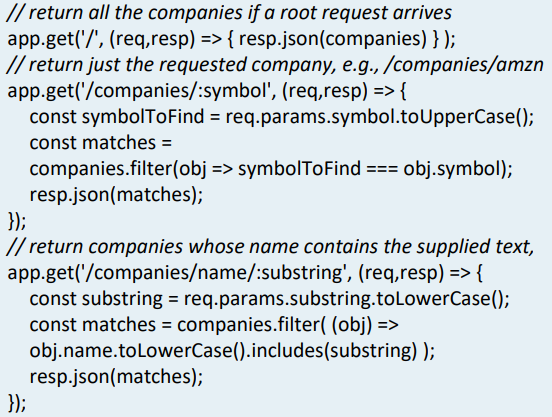 // return all the companies if a root request arrives
app.get('/', (req,resp) => { resp.json(companies) } );
// return just the requested company, e.g., /companies/amzn
app.get('/companies/:symbol', (req,resp) => {
const symbolToFind = req.params.symbol.toUpperCase();
const matches =
companies.filter(obj => symbolToFind === obj.symbol);
resp.json(matches);
});
// return companies whose name contains the supplied text,
app.get('/companies/name/:substring', (req,resp) => {
const substring = req.params.substring.toLowerCase();
const matches = companies.filter( (obj) =>
obj.name.toLowerCase().includes(substring) );
resp.json(matches);
});